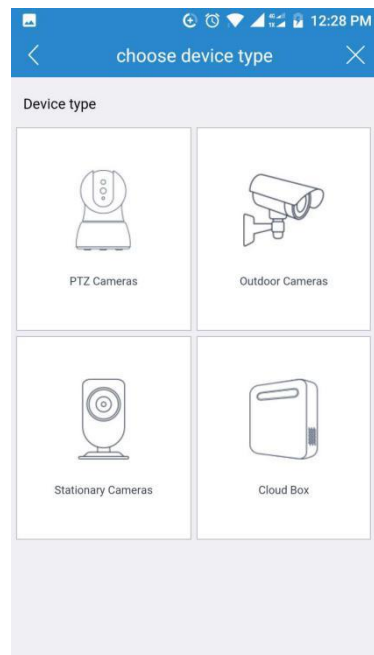 12:28 PM
choose device type
Device type
PTZ Cameras
Outdoor Cameras
Stationary Cameras
Cloud Box